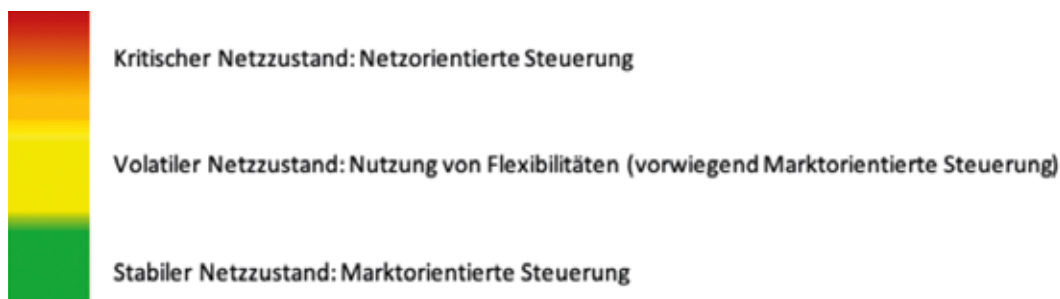 Kritischer Netzzustand: Netzorientierte Steuerung
Volatiler Netzzustand: Nutzung von Flexibilitäten (vorwiegend Marktorientierte Steuerung)
Stabiler Netzzustand: Marktorientierte Steuerung